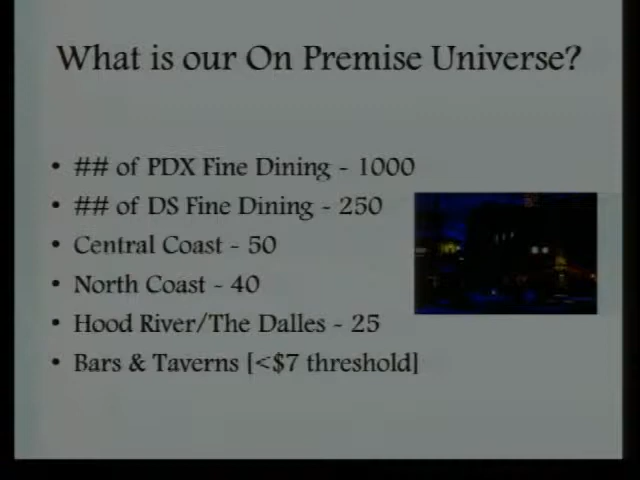 What is our On Premise Universe?
• ## of PDX Fine Dining - 1000
• ## of DS Fine Dining - 250
• Central Coast - 50
• North Coast - 40
• Hood River/The Dalles - 25
• Bars & Taverns [<$7 threshold]